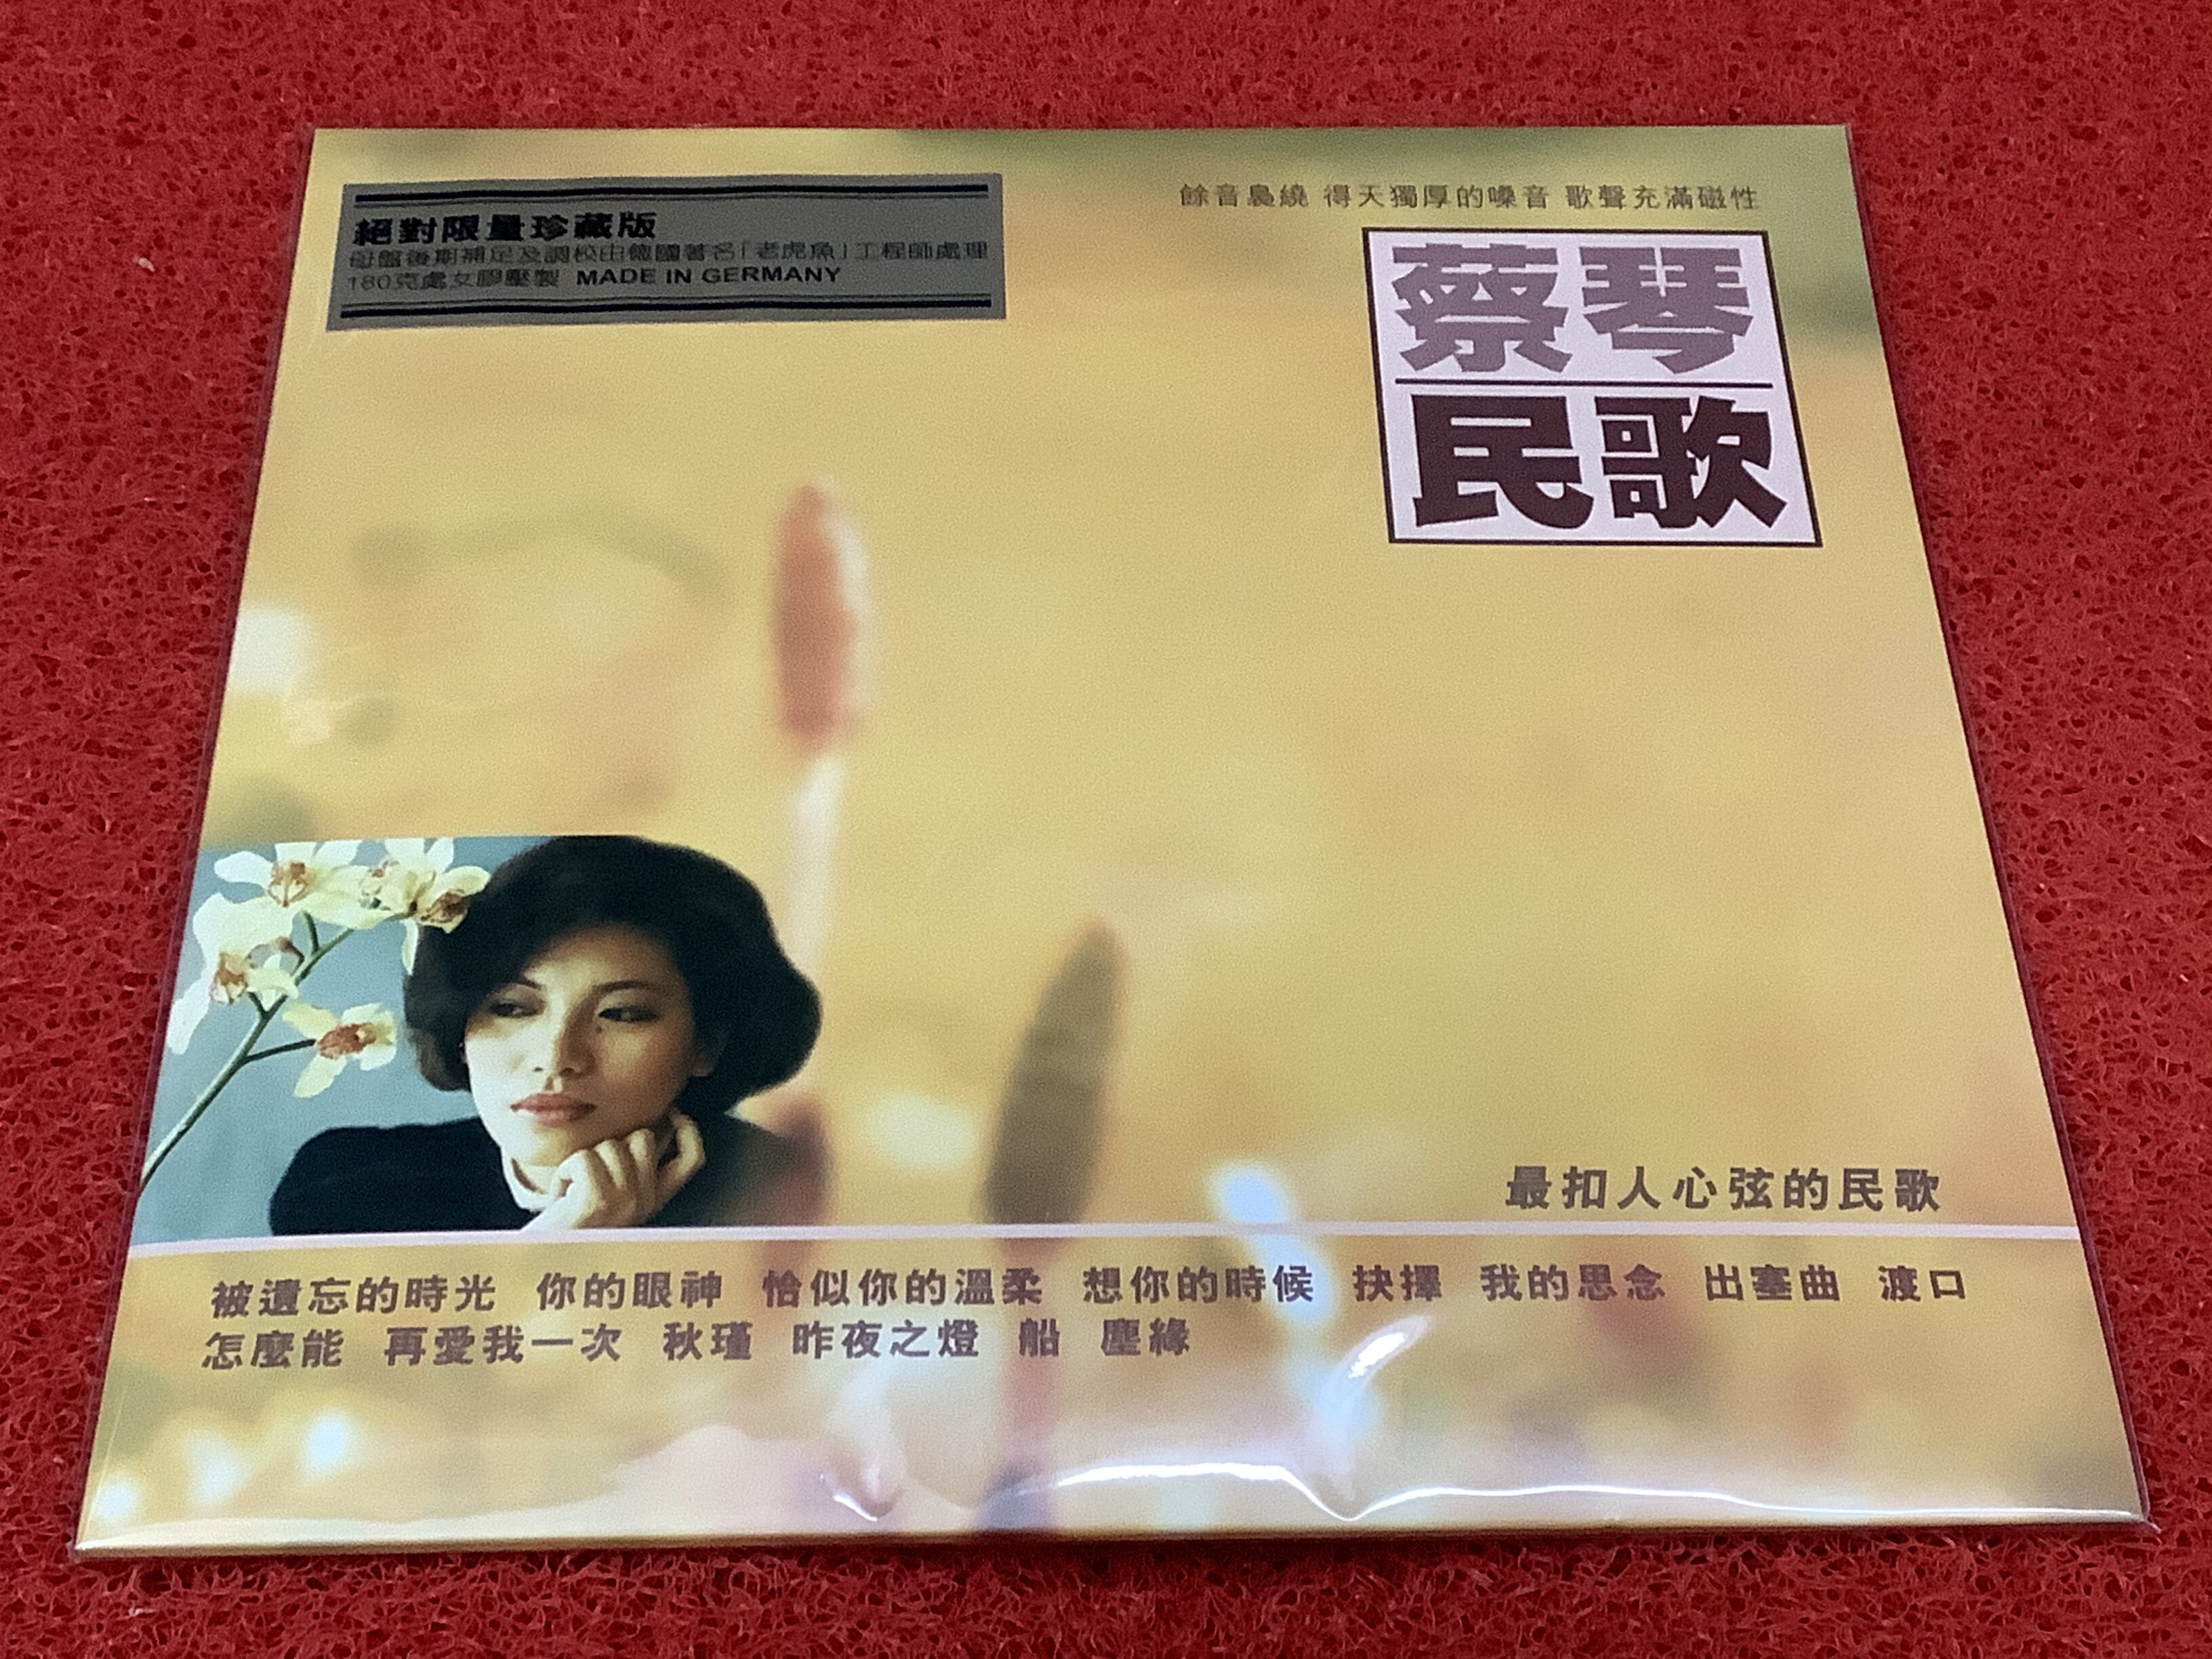 絕對限量珍藏版
母盤後期補足及調校由德國著名「老虎魚」工程師處理
180克處女膠壓製 MADE IN GERMANY
餘音裊繞 得天獨厚的嗓音 歌聲充滿磁性
蔡琴
民歌
最扣人心弦的民歌
被遺忘的時光 你的眼神 恰似你的溫柔 想你的時候 抉擇 我的思念 出塞曲 渡口
怎麼能 再愛我一次 秋瑾 昨夜之燈 船 塵緣